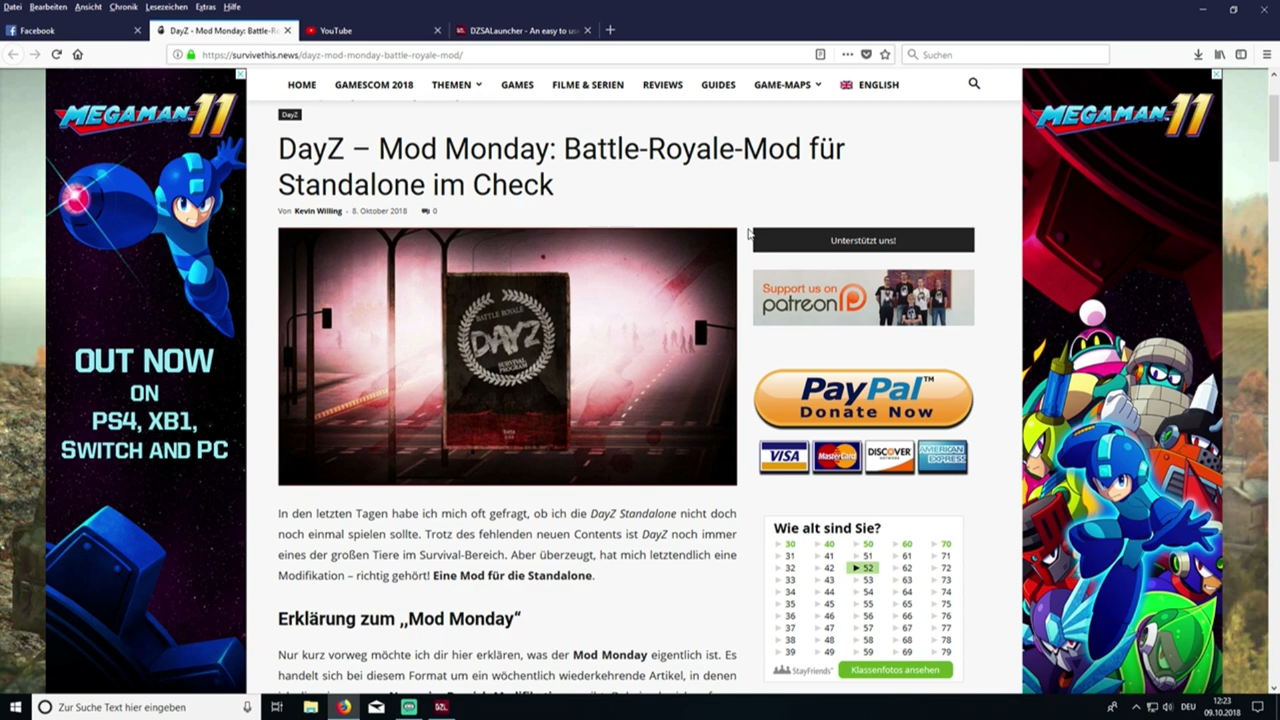 Datei Bearbeiten Ansicht Chronik Lesezeichen Extras Hilfe
Facebook
DayZ - Mod Monday: Battle-R
YouTube
DZSALauncher - An easy to us
https://survivethis.news/dayz-mod-monday-battle-royale-mod/
Suchen
HOME GAMESCOM 2018 THEMEN GAMES FILME & SERIEN REVIEWS GUIDES GAME-MAPS ENGLISH
MEGAMAN 11
OUT NOW
ON
PS4, XB1,
SWITCH AND PC
DayZ
DayZ – Mod Monday: Battle-Royale-Mod für
Standalone im Check
Von Kevin Willing - 8. Oktober 2018 0
BATTLE ROYALE
DAYZ
SURVIVAL
PROGRAM
In den letzten Tagen habe ich mich oft gefragt, ob ich die DayZ Standalone nicht doch
noch einmal spielen sollte. Trotz des fehlenden neuen Contents ist DayZ noch immer
eines der großen Tiere im Survival-Bereich. Aber überzeugt, hat mich letztendlich eine
Modifikation – richtig gehört! Eine Mod für die Standalone.
Erklärung zum „Mod Monday“
Nur kurz vorweg möchte ich dir hier erklären, was der Mod Monday eigentlich ist. Es
handelt sich bei diesem Format um ein wöchentlich wiederkehrende Artikel, in denen
Unterstützt uns!
Support us on
patreon
PayPal™
Donate Now
VISA MasterCard DISCOVER AMERICAN EXPRESS
Wie alt sind Sie?
30 40 50 60 70
31 41 51 61 71
32 42 52 62 72
33 43 53 63 73
34 44 54 64 74
35 45 55 65 75
36 46 56 66 76
37 47 57 67 77
38 48 58 68 78
39 49 59 69 79
StayFriends Klassenfotos ansehen
MEGAMAN 11
Zur Suche Text hier eingeben
DEU
12:23
09.10.2018